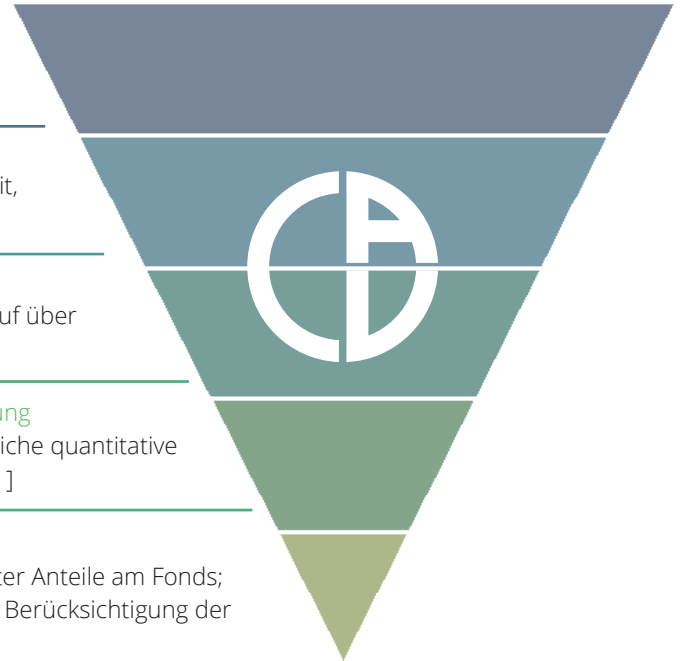 it,
uf über
ung
iche quantitative
]
ter Anteile am Fonds;
Berücksichtigung der